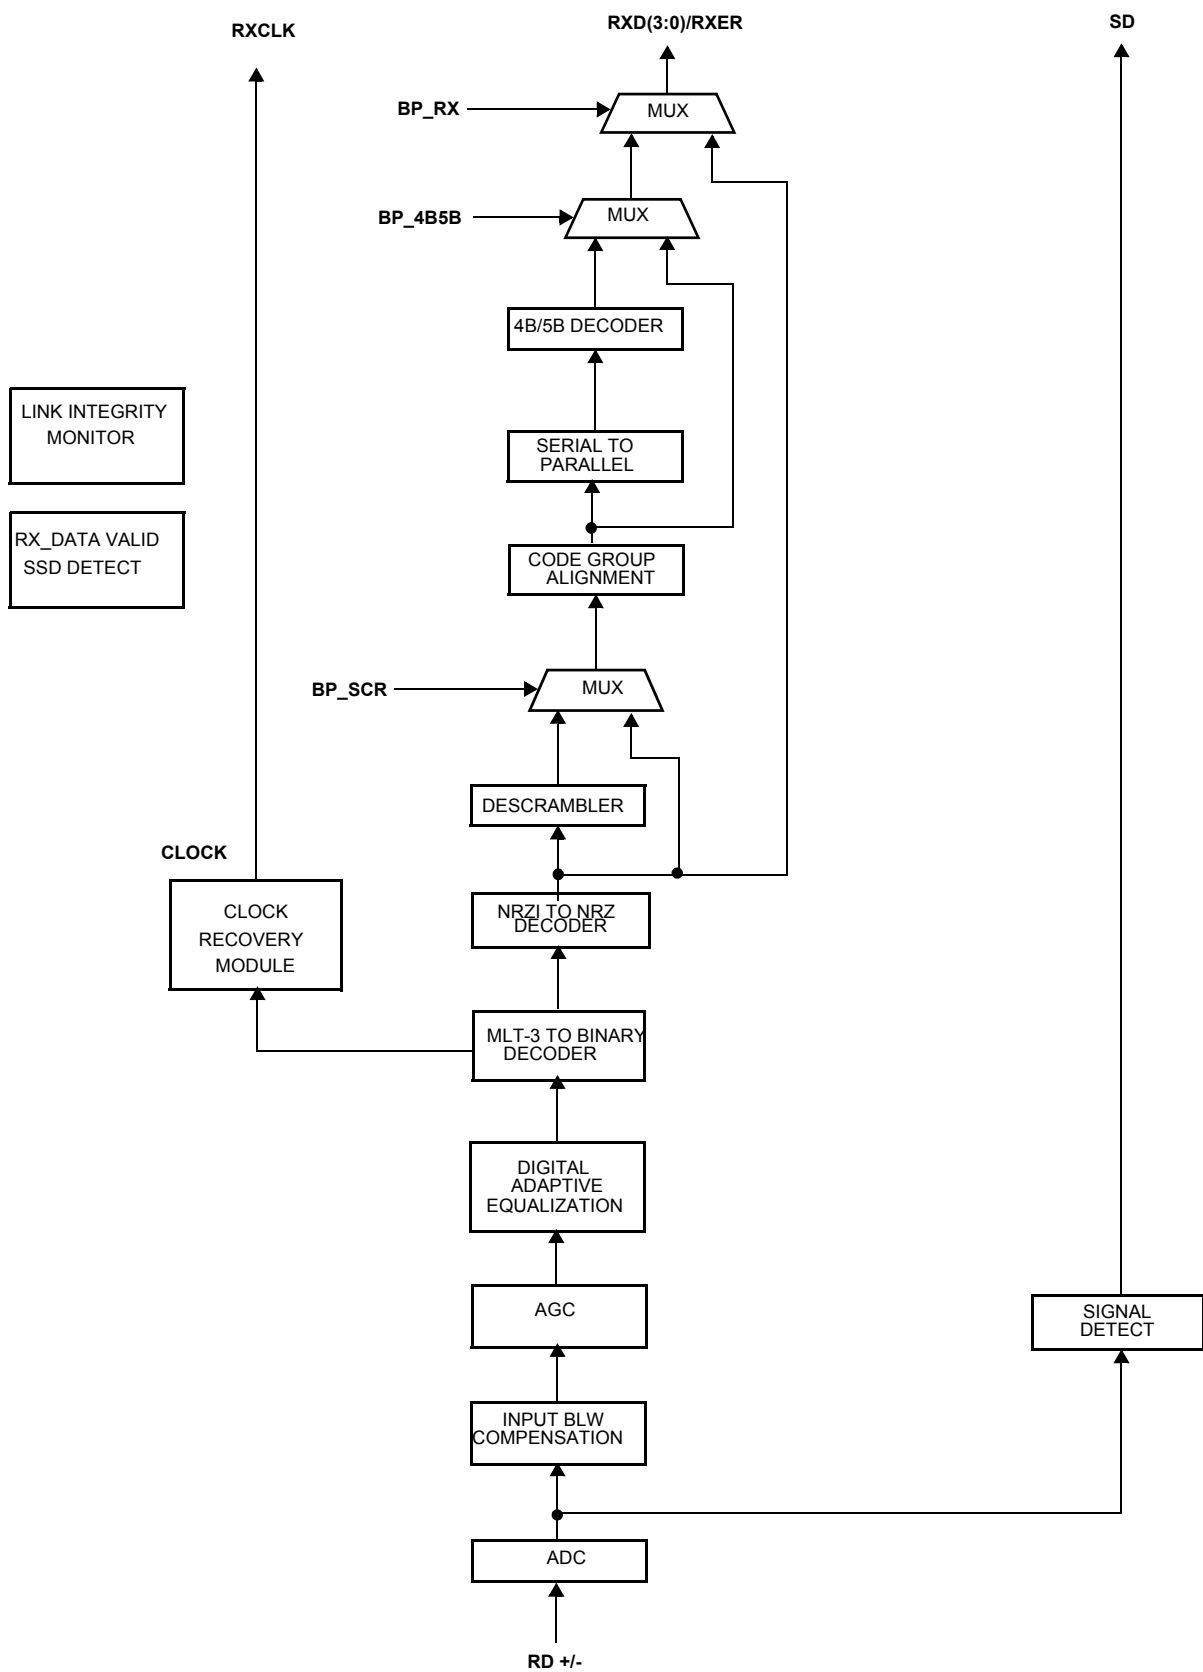 RXCLK
RXD(3:0)/RXER
SD
BP_RX
MUX
BP_4B5B
MUX
4B/5B DECODER
LINK INTEGRITY
MONITOR
SERIAL TO
PARALLEL
RX_DATA VALID
SSD DETECT
CODE GROUP
ALIGNMENT
BP_SCR
MUX
DESCRAMBLER
CLOCK
CLOCK
RECOVERY
MODULE
NRZI TO NRZ
DECODER
MLT-3 TO BINARY
DECODER
DIGITAL
ADAPTIVE
EQUALIZATION
AGC
SIGNAL
DETECT
INPUT BLW
COMPENSATION
ADC
RD +/-